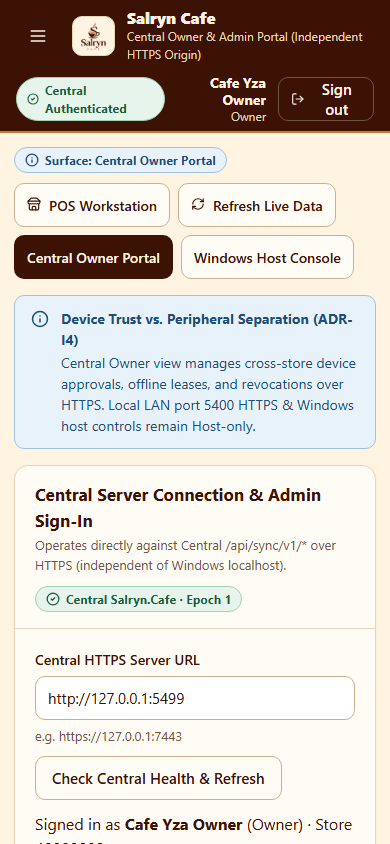 Salryn
Salryn Cafe
Central Owner & Admin Portal (Independent
HTTPS Origin)
Central
Authenticated
Cafe Yza
Owner
Owner
Sign
out
Surface: Central Owner Portal
POS Workstation
Refresh Live Data
Central Owner Portal
Windows Host Console
Device Trust vs. Peripheral Separation (ADR-
I4)
Central Owner view manages cross-store device
approvals, offline leases, and revocations over
HTTPS. Local LAN port 5400 HTTPS & Windows
host controls remain Host-only.
Central Server Connection & Admin
Sign-In
Operates directly against Central /api/sync/v1/* over
HTTPS (independent of Windows localhost).
Central Salryn.Cafe · Epoch 1
Central HTTPS Server URL
http://127.0.0.1:5499
e.g. https://127.0.0.1:7443
Check Central Health & Refresh
Signed in as Cafe Yza Owner (Owner) · Store